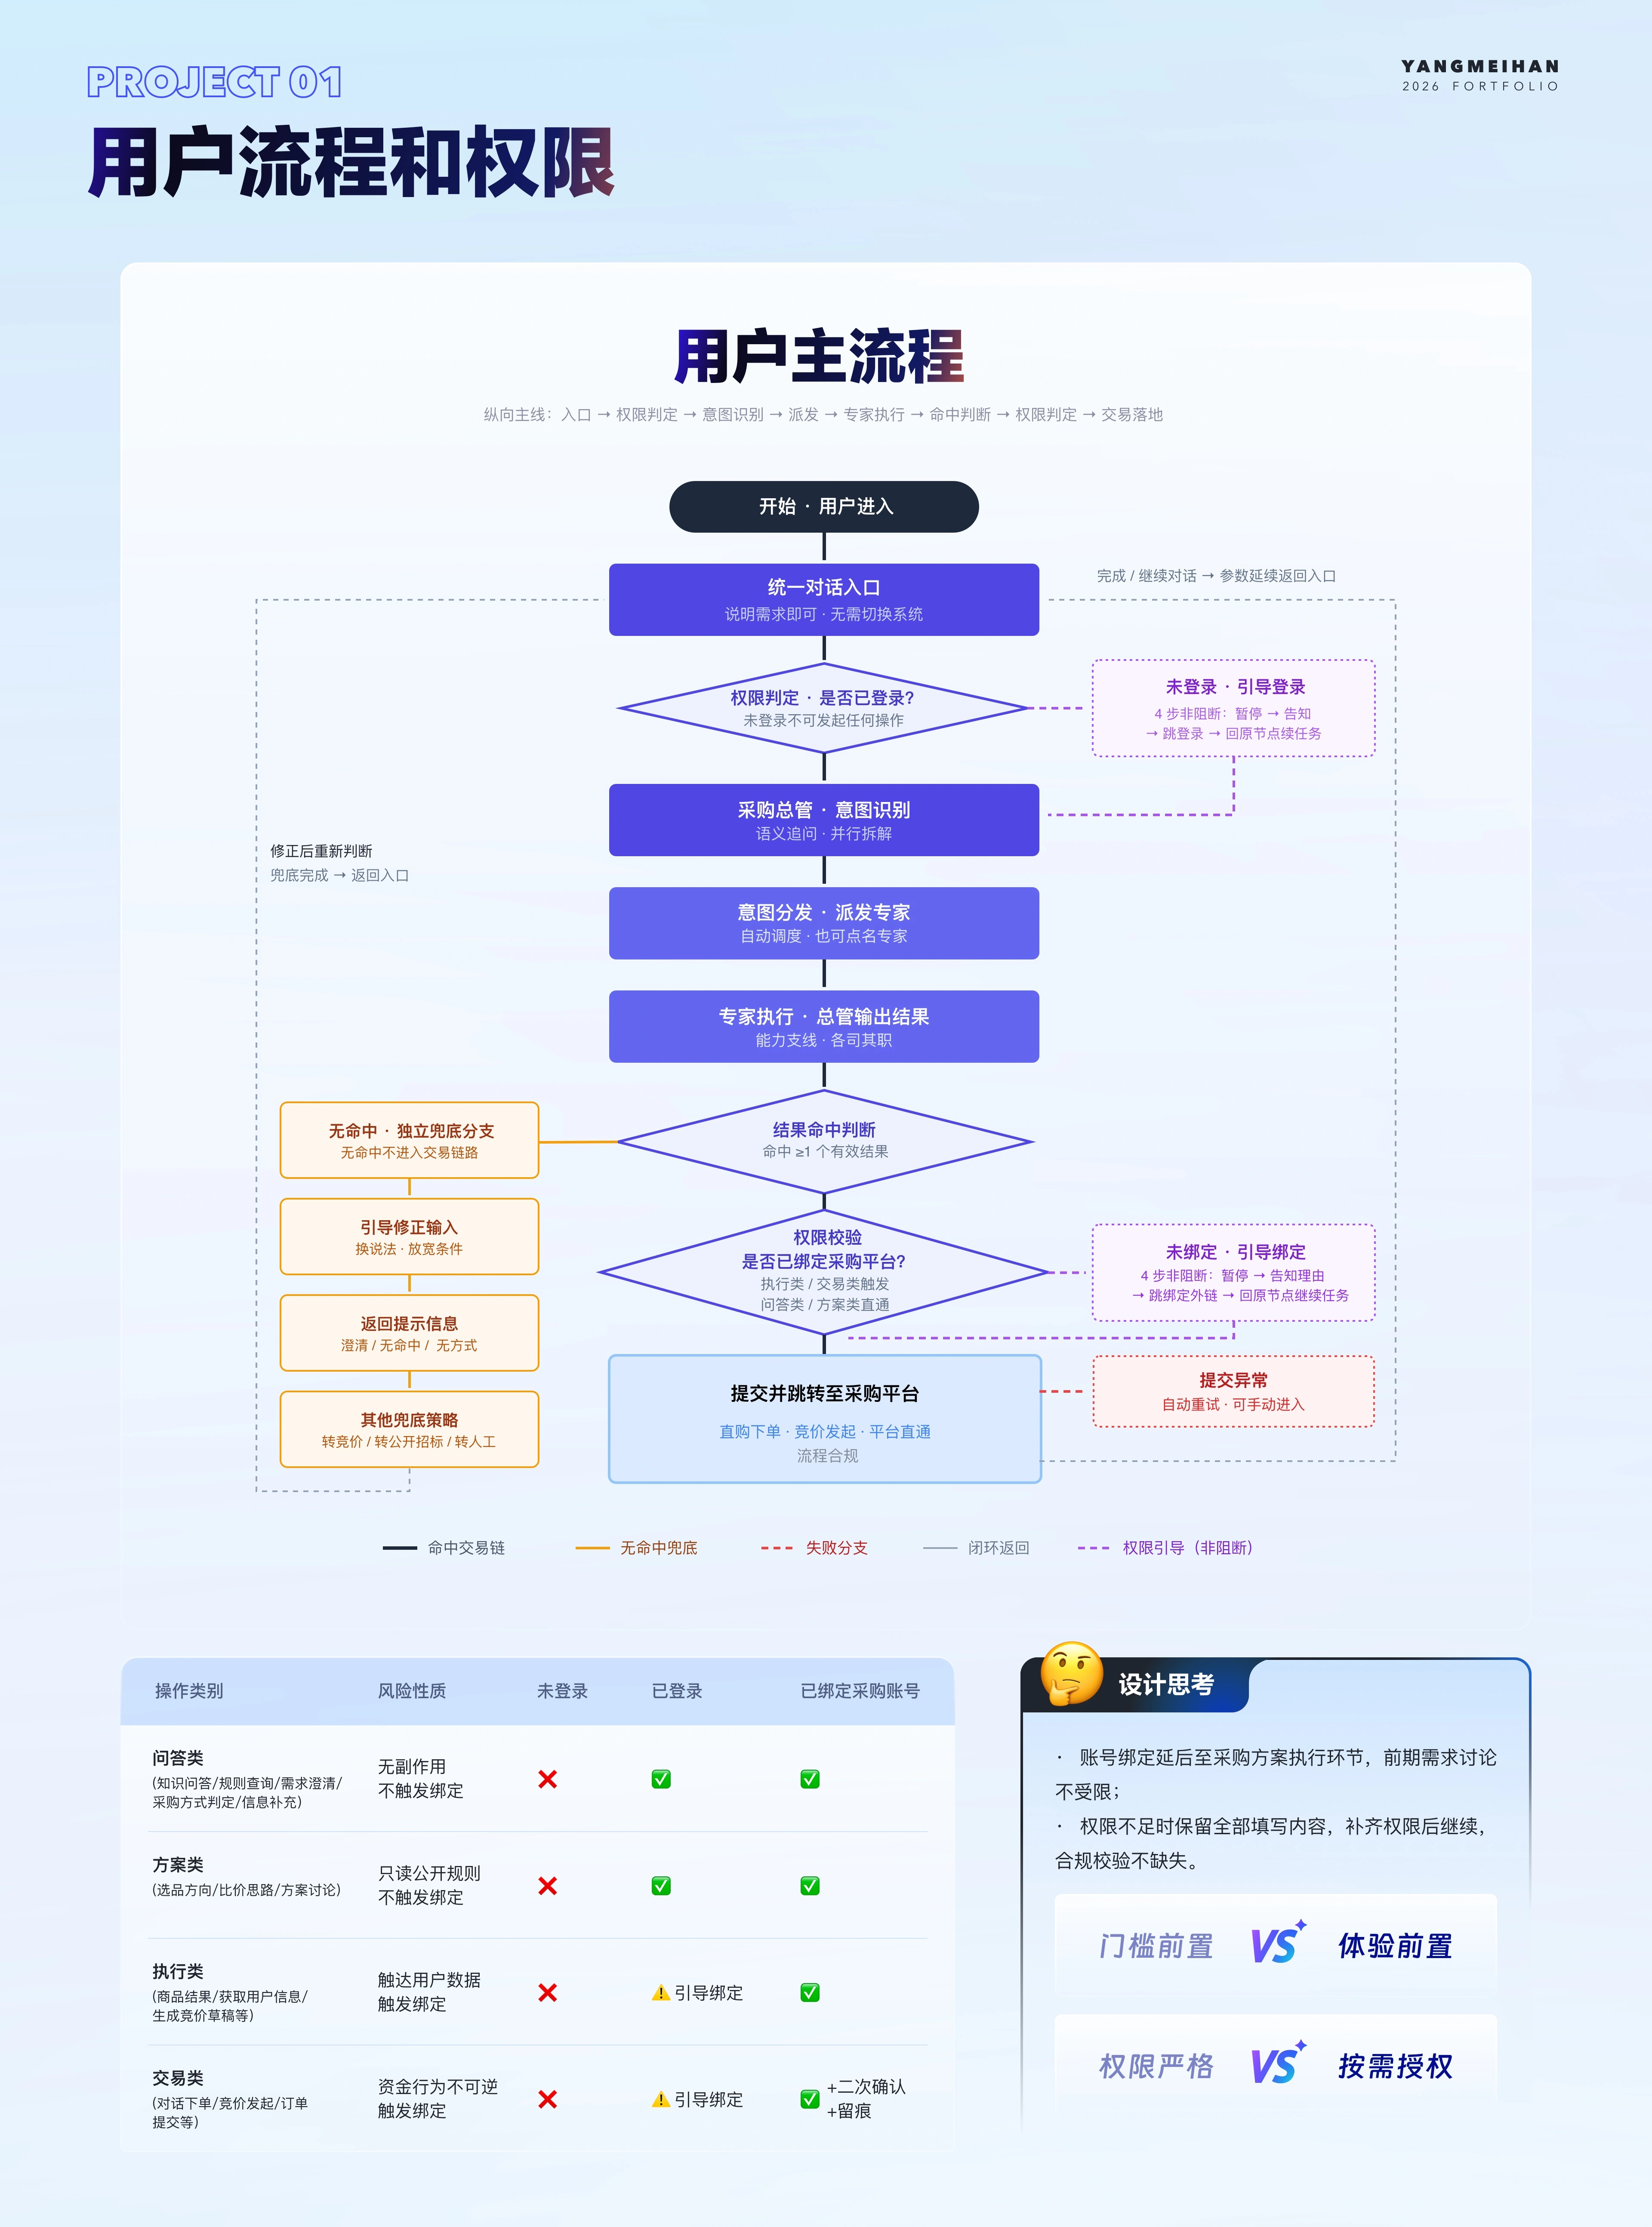 PROJECT 01
YANGMEIHAN
2026 FORTFOLIO
用户流程和权限
用户主流程
纵向主线：入口 → 权限判定 → 意图识别 → 派发 → 专家执行 → 命中判断 → 权限判定 → 交易落地
开始 · 用户进入
统一对话入口
说明需求即可 · 无需切换系统
完成 / 继续对话 → 参数延续返回入口
权限判定 · 是否已登录？
未登录不可发起任何操作
未登录 · 引导登录
4 步非阻断：暂停 → 告知
→ 跳登录 → 回原节点续任务
采购总管 · 意图识别
语义追问 · 并行拆解
修正后重新判断
兜底完成 → 返回入口
意图分发 · 派发专家
自动调度 · 也可点名专家
专家执行 · 总管输出结果
能力支线 · 各司其职
结果命中判断
命中 ≥1 个有效结果
无命中 · 独立兜底分支
无命中不进入交易链路
引导修正输入
换说法 · 放宽条件
返回提示信息
澄清 / 无命中 / 无方式
其他兜底策略
转竞价 / 转公开招标 / 转人工
权限校验
是否已绑定采购平台？
执行类 / 交易类触发
问答类 / 方案类直通
未绑定 · 引导绑定
4 步非阻断：暂停 → 告知理由
→ 跳绑定外链 → 回原节点继续任务
提交并跳转至采购平台
直购下单 · 竞价发起 · 平台直通
流程合规
提交异常
自动重试 · 可手动进入
命中交易链 无命中兜底 失败分支 闭环返回 权限引导（非阻断）
操作类别 风险性质 未登录 已登录 已绑定采购账号
问答类
(知识问答/规则查询/需求澄清/
采购方式判定/信息补充)
无副作用
不触发绑定
❌ ✅ ✅
方案类
(选品方向/比价思路/方案讨论)
只读公开规则
不触发绑定
❌ ✅ ✅
执行类
(商品结果/获取用户信息/
生成竞价草稿等)
触达用户数据
触发绑定
❌ ⚠️ 引导绑定 ✅
交易类
(对话下单/竞价发起/订单
提交等)
资金行为不可逆
触发绑定
❌ ⚠️ 引导绑定 ✅ +二次确认
+留痕
设计思考
· 账号绑定延后至采购方案执行环节，前期需求讨论
不受限；
· 权限不足时保留全部填写内容，补齐权限后继续，
合规校验不缺失。
门槛前置 VS 体验前置
权限严格 VS 按需授权